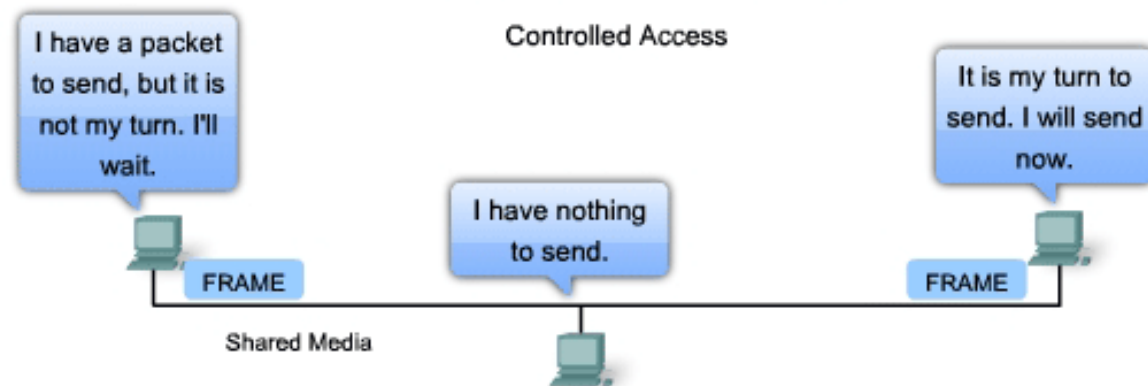 Controlled Access
I have a packet
to send, but it is
not my turn. I'll
wait.
It is my turn to
send. I will send
now.
I have nothing
to send.
FRAME
FRAME
Shared Media